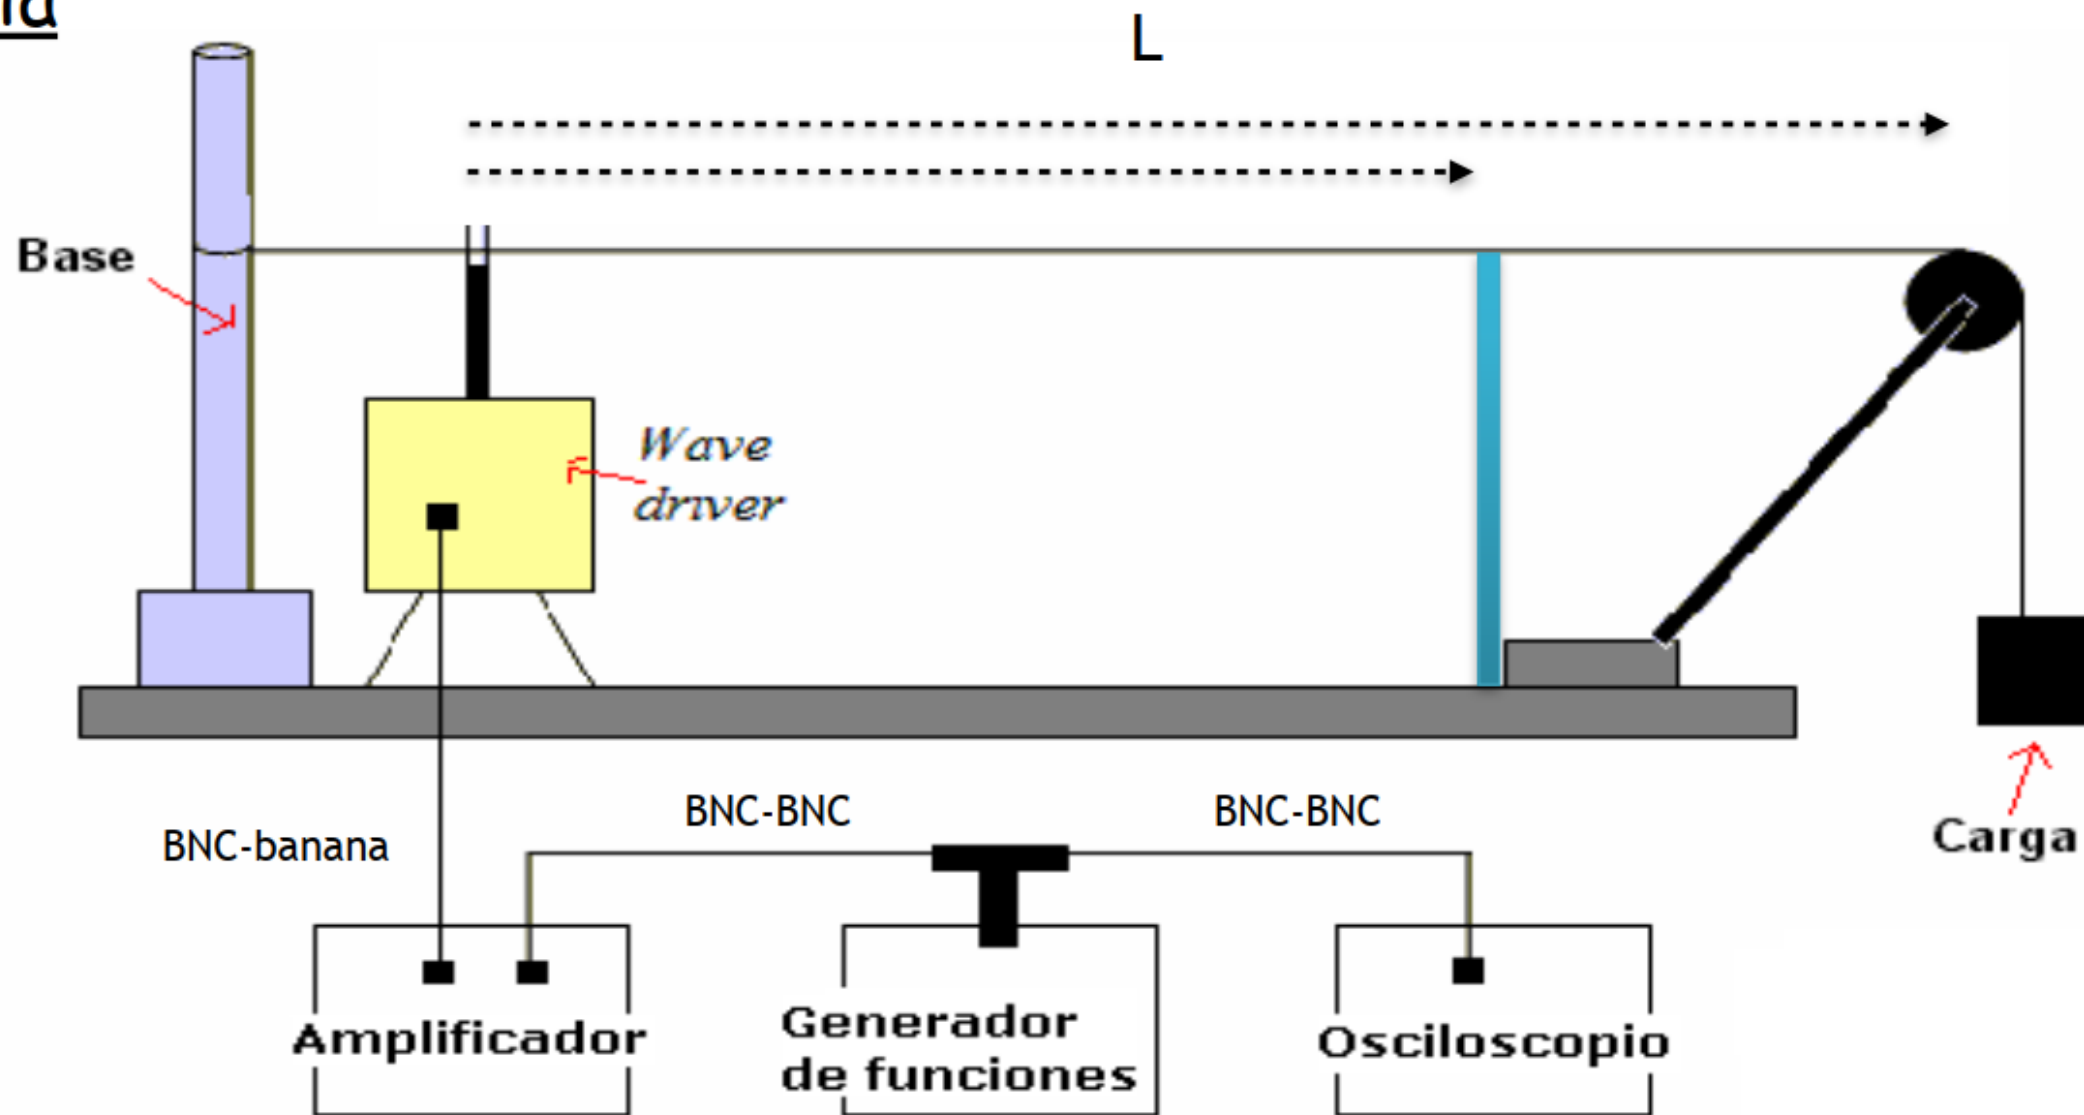 L
Base
Wave
driver
BNC-BNC
BNC-BNC
BNC-banana
Carga
Amplificador
Generador
de funciones
Osciloscopio